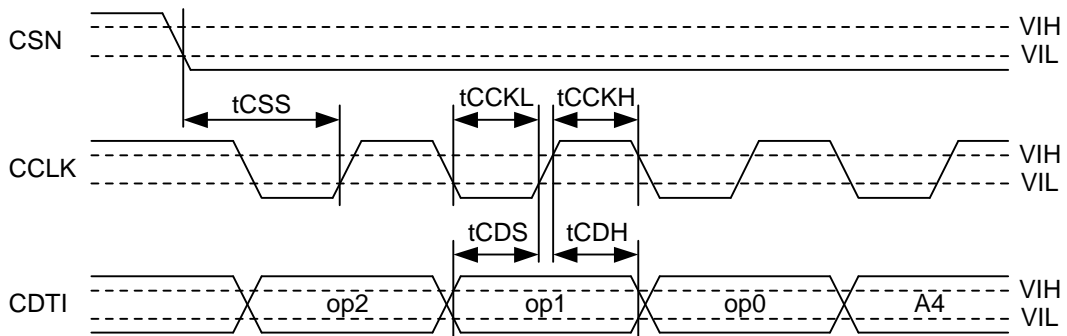 CSN
VIH
VIL
tCSS
tCCKL
tCCKH
CCLK
VIH
VIL
tCDS
tCDH
CDTI
op2
op1
op0
A4
VIH
VIL